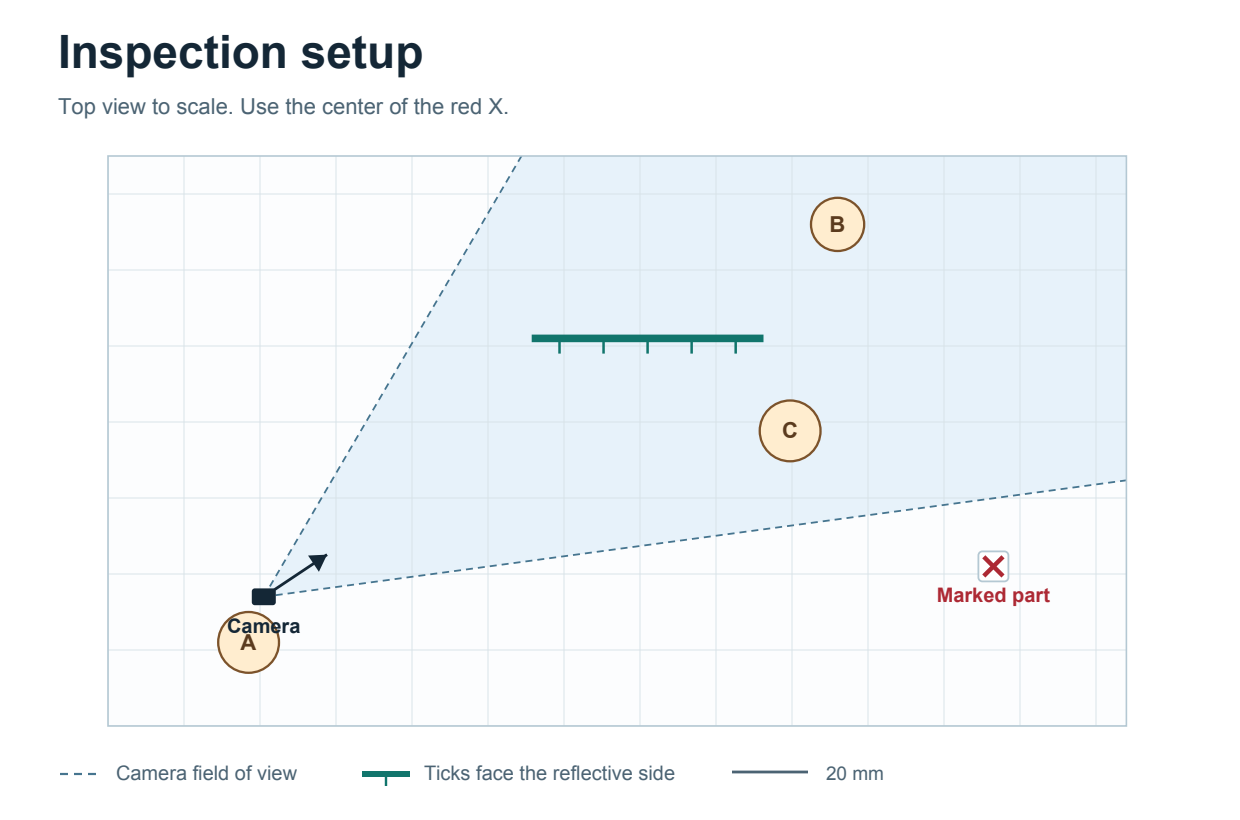 Inspection setup
Top view to scale. Use the center of the red X.
B
C
Marked part
Camera
A
Camera field of view
Ticks face the reflective side
20 mm